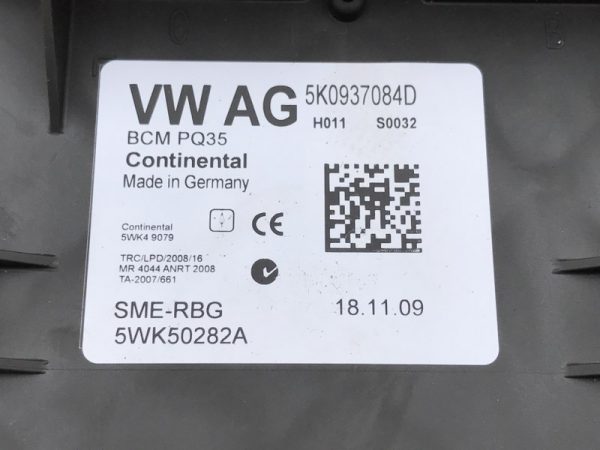 VW AG 5K0937084D
BCM PQ35 H011 S0032
Continental
Made in Germany
Continental
5WK4 9079
CE
TRC/LPD/2008/16
MR 4044 ANRT 2008
TA-2007/661
SME-RBG 18.11.09
5WK50282A